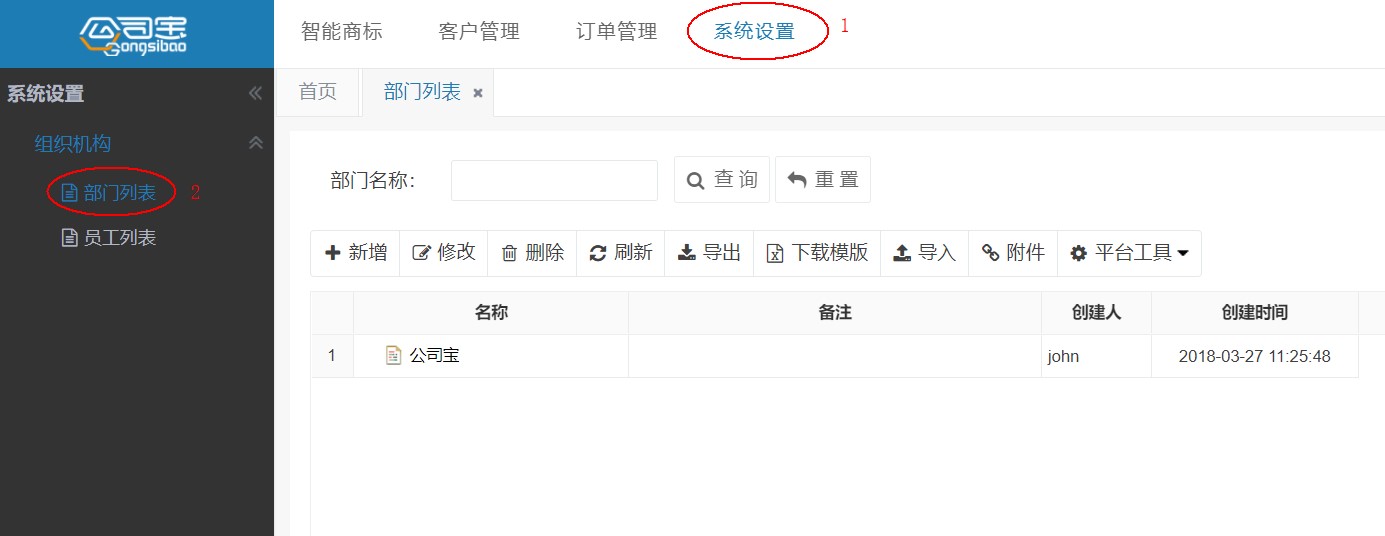 公司宝
Gongsibao
智能商标 客户管理 订单管理 系统设置 1
系统设置
首页 部门列表 ×
组织机构
部门列表 2
员工列表
部门名称: 查询 重置
新增 修改 删除 刷新 导出 下载模版 导入 附件 平台工具
名称 备注 创建人 创建时间
1 公司宝 john 2018-03-27 11:25:48